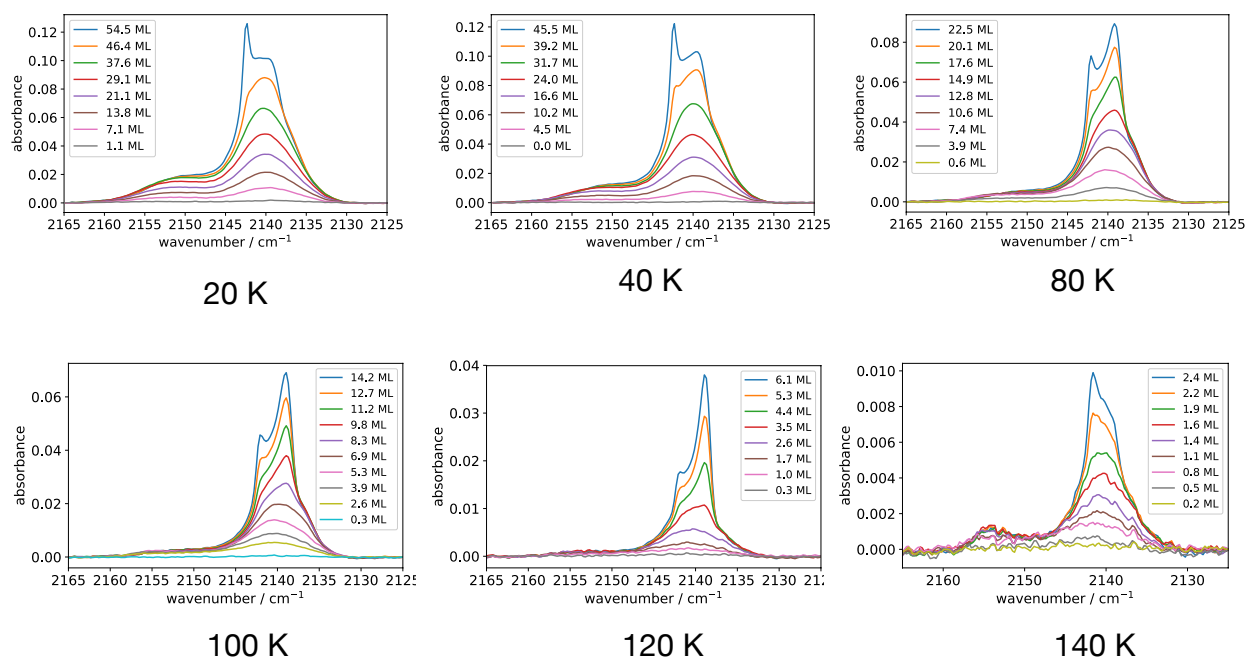 0.12
0.10
0.08
0.06
0.04
0.02
0.00
absorbance
54.5 ML
46.4 ML
37.6 ML
29.1 ML
21.1 ML
13.8 ML
7.1 ML
1.1 ML
2165 2160 2155 2150 2145 2140 2135 2130 2125
wavenumber / cm⁻¹
20 K
0.12
0.10
0.08
0.06
0.04
0.02
0.00
absorbance
45.5 ML
39.2 ML
31.7 ML
24.0 ML
16.6 ML
10.2 ML
4.5 ML
0.0 ML
2165 2160 2155 2150 2145 2140 2135 2130 2125
wavenumber / cm⁻¹
40 K
0.08
0.06
0.04
0.02
0.00
absorbance
22.5 ML
20.1 ML
17.6 ML
14.9 ML
12.8 ML
10.6 ML
7.4 ML
3.9 ML
0.6 ML
2165 2160 2155 2150 2145 2140 2135 2130 2125
wavenumber / cm⁻¹
80 K
0.06
0.04
0.02
0.00
absorbance
14.2 ML
12.7 ML
11.2 ML
9.8 ML
8.3 ML
6.9 ML
5.3 ML
3.9 ML
2.6 ML
0.3 ML
2165 2160 2155 2150 2145 2140 2135 2130 2125
wavenumber / cm⁻¹
100 K
0.04
0.03
0.02
0.01
0.00
absorbance
6.1 ML
5.3 ML
4.4 ML
3.5 ML
2.6 ML
1.7 ML
1.0 ML
0.3 ML
2165 2160 2155 2150 2145 2140 2135 2130
wavenumber / cm⁻¹
120 K
0.010
0.008
0.006
0.004
0.002
0.000
absorbance
2.4 ML
2.2 ML
1.9 ML
1.6 ML
1.4 ML
1.1 ML
0.8 ML
0.5 ML
0.2 ML
2160 2150 2140 2130
wavenumber / cm⁻¹
140 K